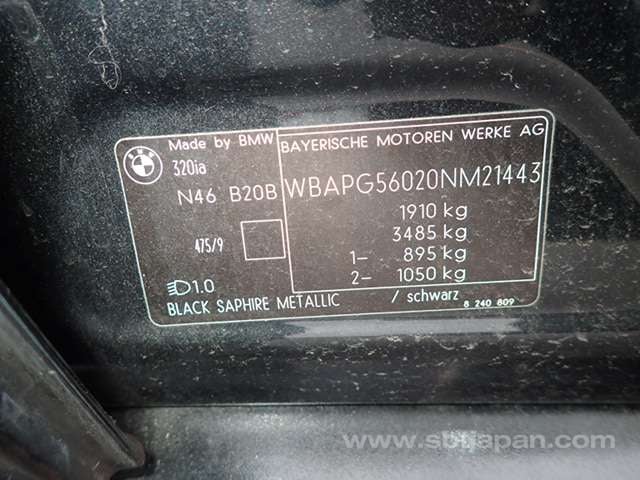 BMW
Made by BMW
320ia
N46 B20B
475/9
1.0
BLACK SAPHIRE METALLIC / schwarz
BAYERISCHE MOTOREN WERKE AG
WBAPG56020NM21443
1910 kg
3485 kg
1- 895 kg
2- 1050 kg
8 240 809
www.sbtjapan.com